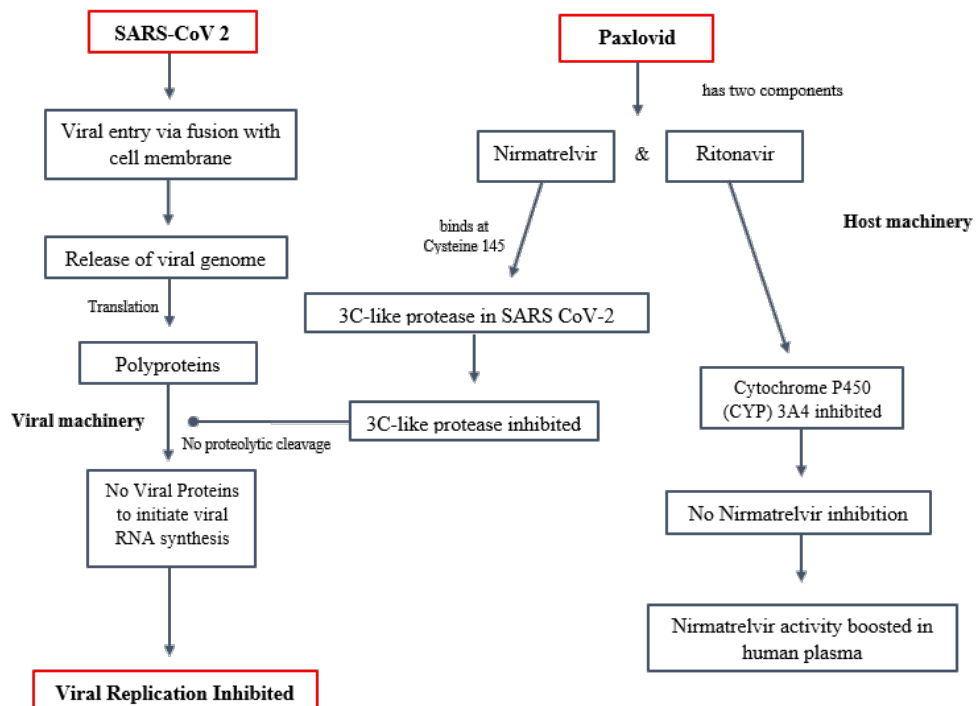 SARS-CoV 2
Paxlovid
has two components
Viral entry via fusion with
cell membrane
Nirmatrelvir
&
Ritonavir
binds at
Cysteine 145
Host machinery
Release of viral genome
Translation
3C-like protease in SARS CoV-2
Polyproteins
Cytochrome P450
(CYP) 3A4 inhibited
Viral machinery
3C-like protease inhibited
No proteolytic cleavage
No Viral Proteins
to initiate viral
RNA synthesis
No Nirmatrelvir inhibition
Nirmatrelvir activity boosted in
human plasma
Viral Replication Inhibited